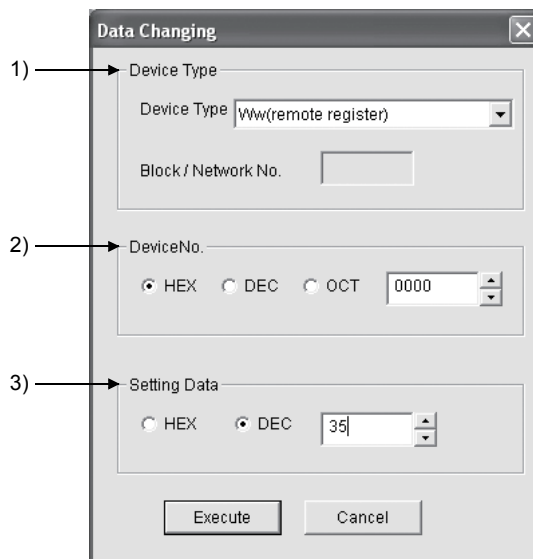 Data Changing
1)
Device Type
Device Type Ww(remote register)
Block / Network No.
2)
DeviceNo.
HEX DEC OCT 0000
3)
Setting Data
HEX DEC 35
Execute Cancel